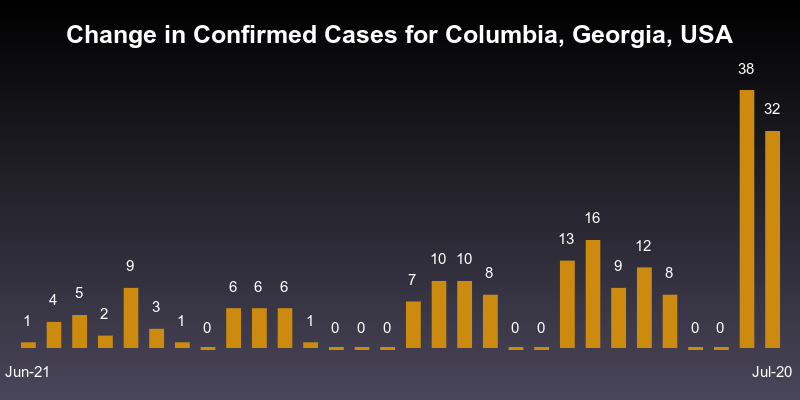 Change in Confirmed Cases for Columbia, Georgia, USA
1 4 5 2 9 3 1 0 6 6 6 1 0 0 0 7 10 10 8 0 0 13 16 9 12 8 0 0 38 32
Jun-21 Jul-20